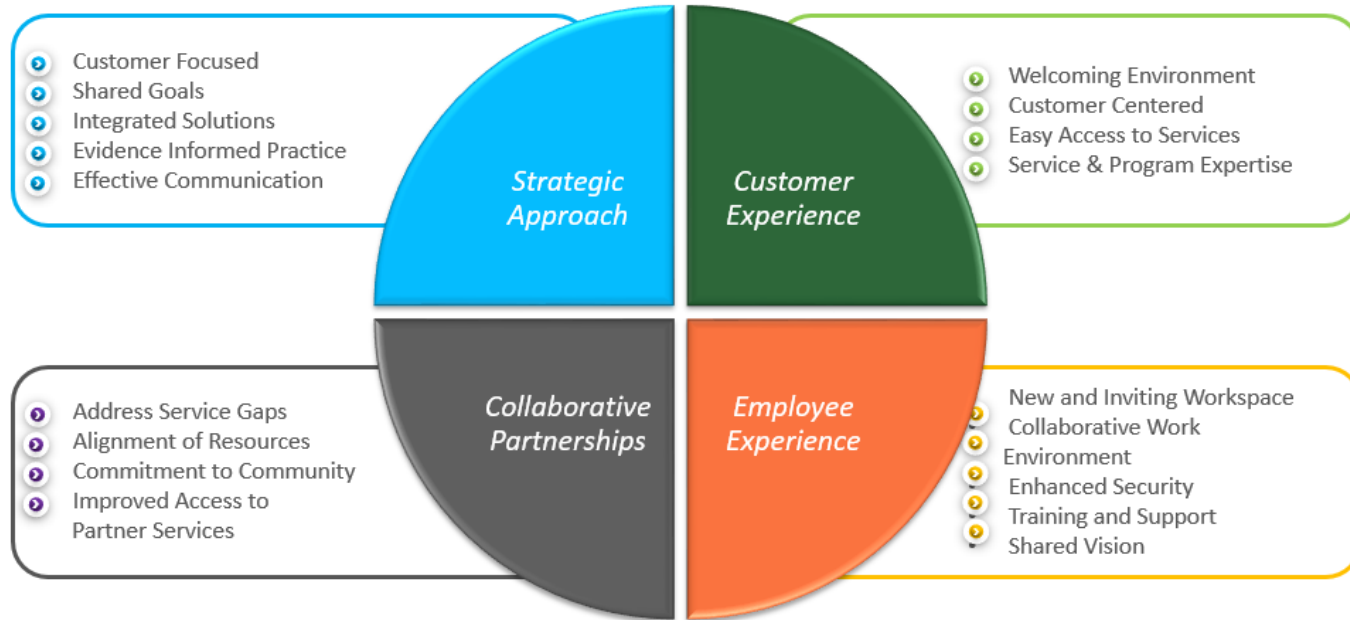 Customer Focused
Shared Goals
Integrated Solutions
Evidence Informed Practice
Effective Communication
Strategic
Approach
Customer
Experience
Welcoming Environment
Customer Centered
Easy Access to Services
Service & Program Expertise
Address Service Gaps
Alignment of Resources
Commitment to Community
Improved Access to
Partner Services
Collaborative
Partnerships
Employee
Experience
New and Inviting Workspace
Collaborative Work
Environment
Enhanced Security
Training and Support
Shared Vision